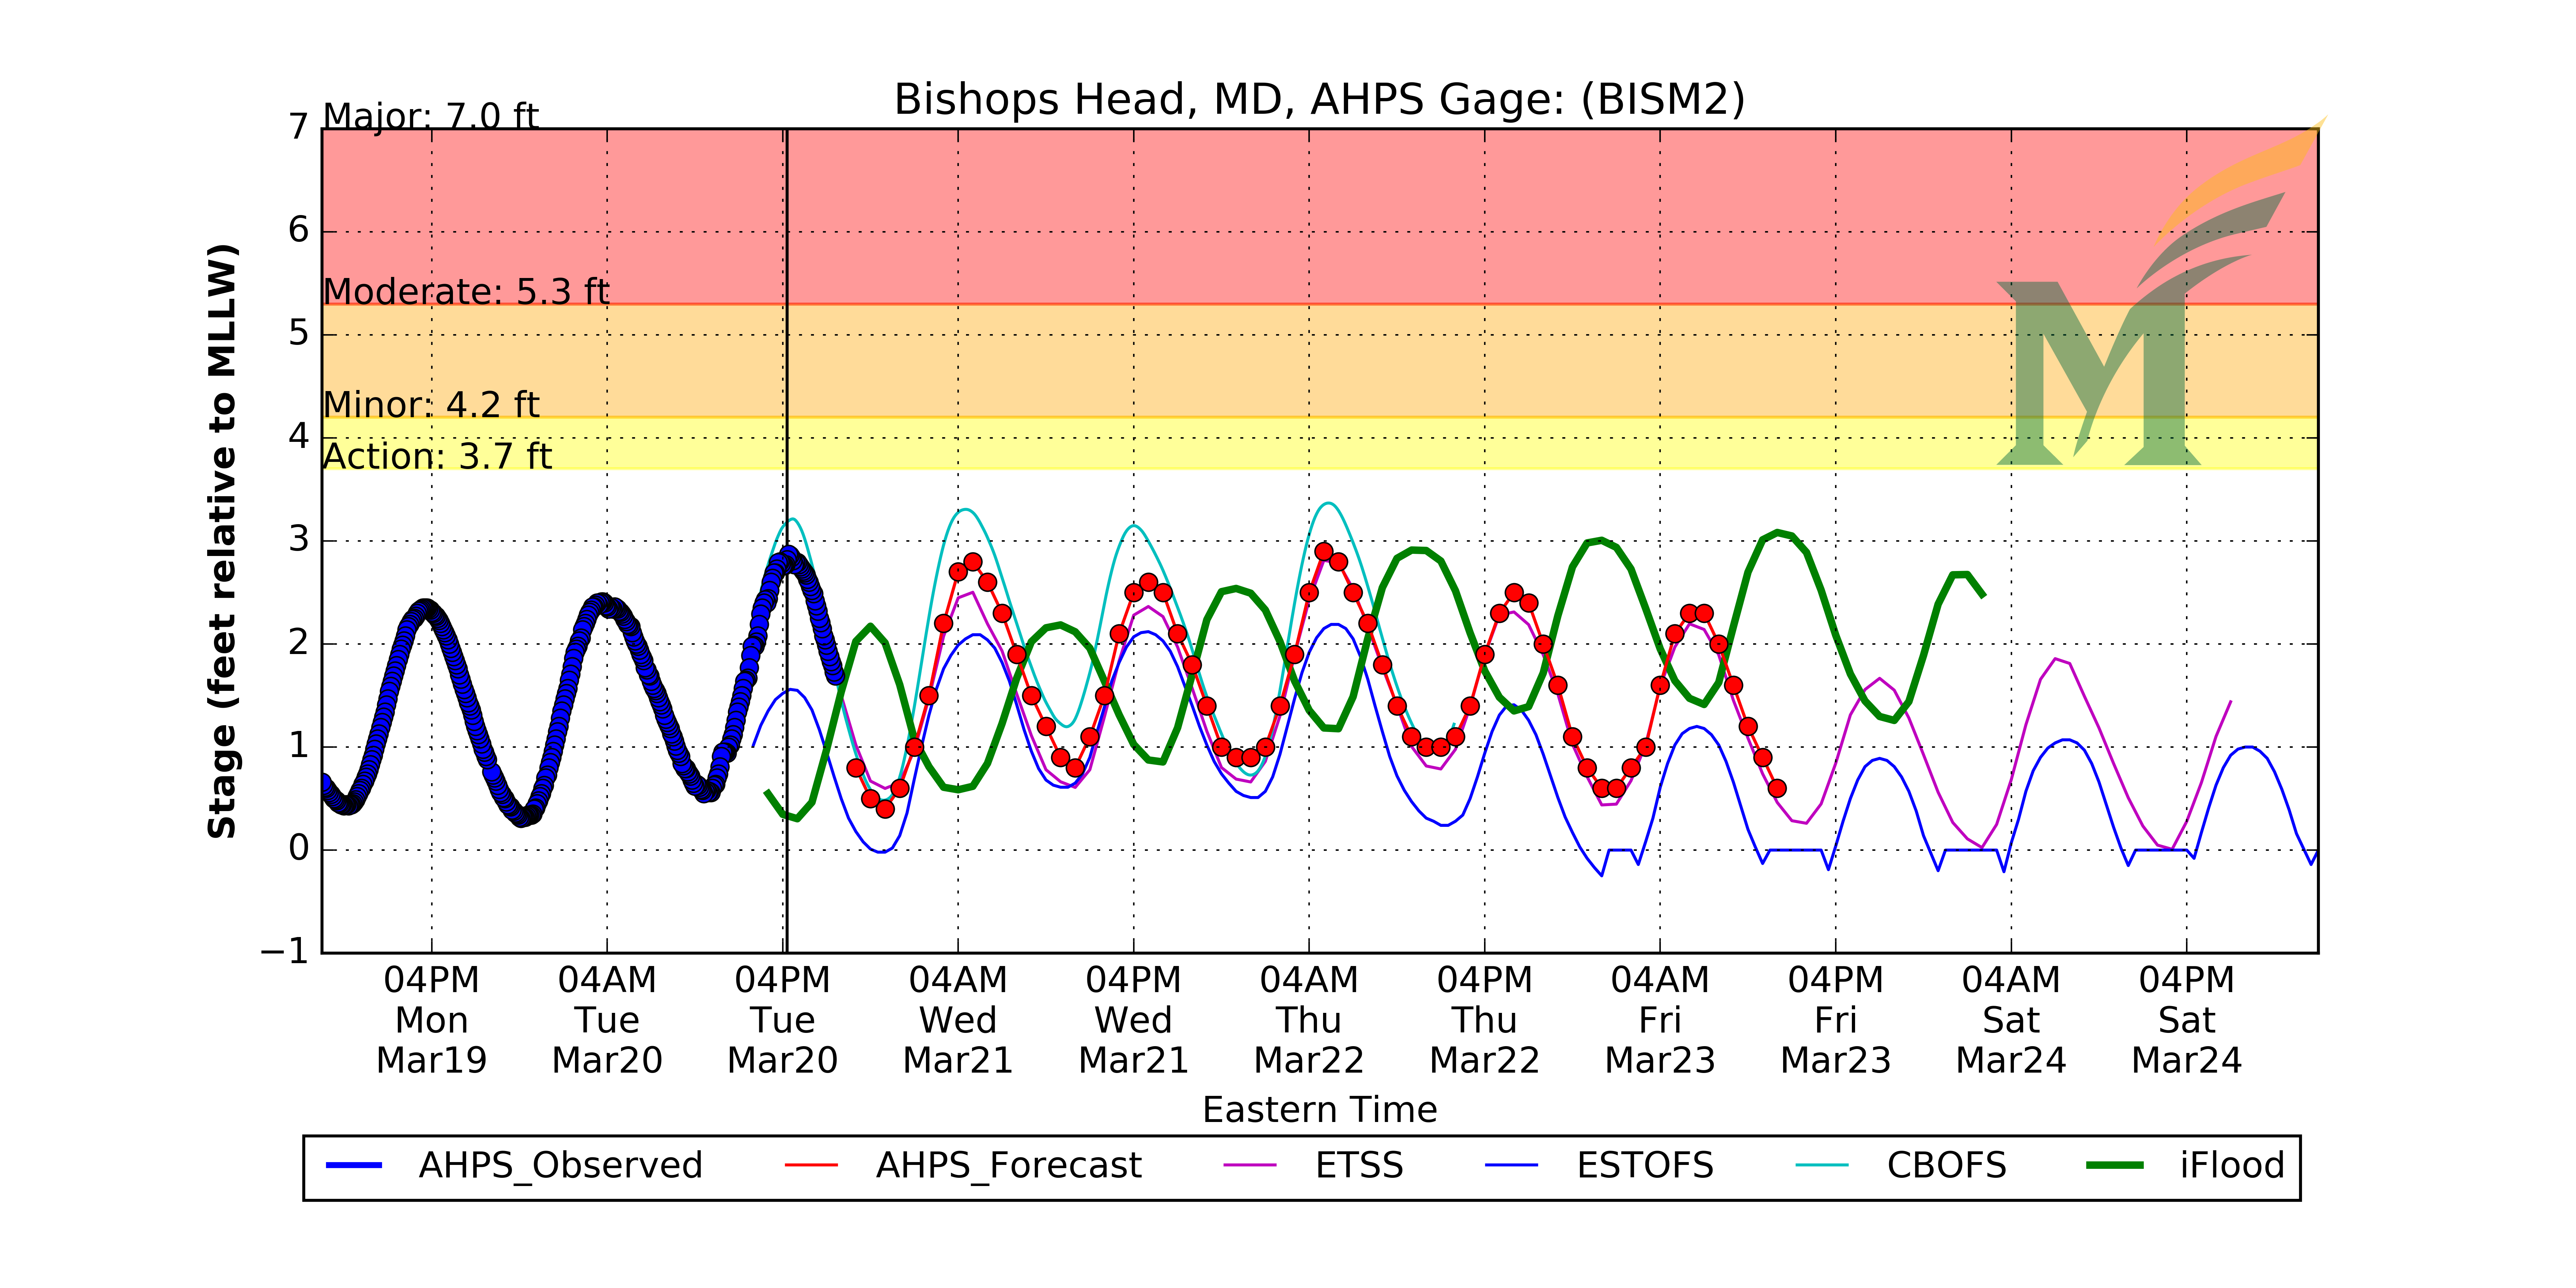 Bishops Head, MD, AHPS Gage: (BISM2)
Major: 7.0 ft
Moderate: 5.3 ft
Minor: 4.2 ft
Action: 3.7 ft
Stage (feet relative to MLLW)
7
6
5
4
3
2
1
0
−1
04PM Mon Mar19
04AM Tue Mar20
04PM Tue Mar20
04AM Wed Mar21
04PM Wed Mar21
04AM Thu Mar22
04PM Thu Mar22
04AM Fri Mar23
04PM Fri Mar23
04AM Sat Mar24
04PM Sat Mar24
Eastern Time
AHPS_Observed AHPS_Forecast ETSS ESTOFS CBOFS iFlood
M